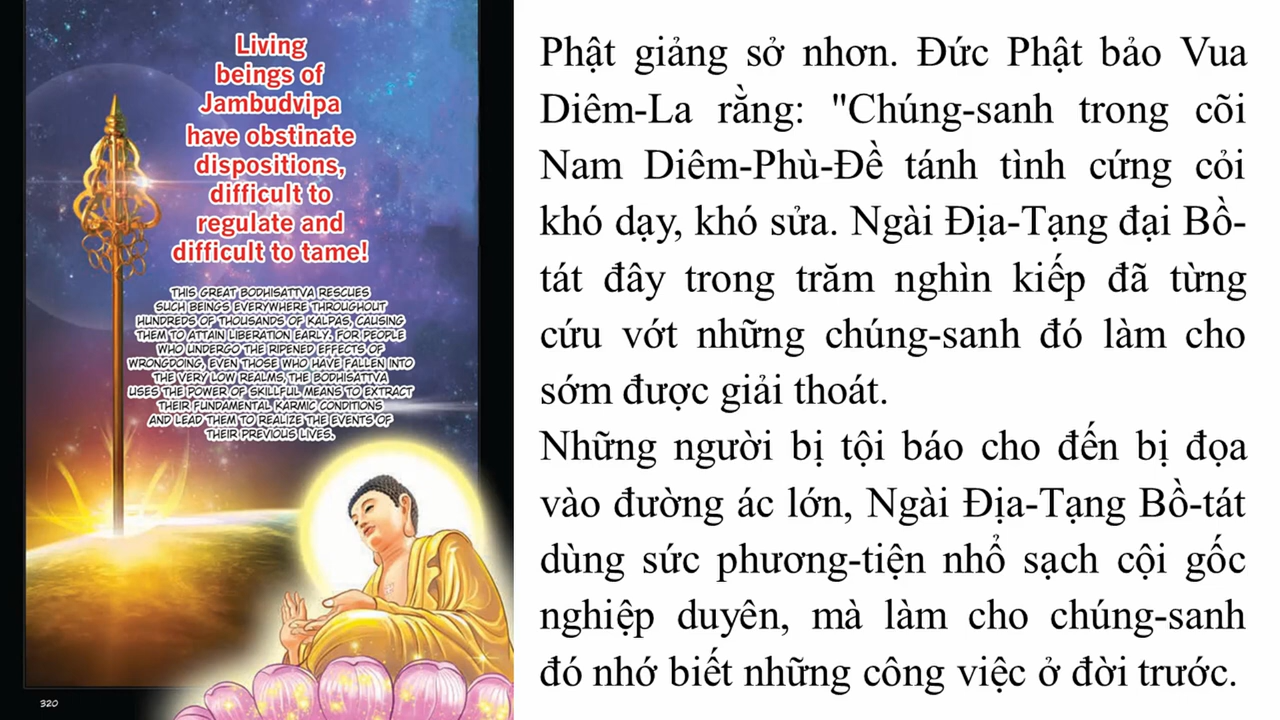 Living
beings of
Jambudvipa
have obstinate
dispositions,
difficult to
regulate and
difficult to tame!
THIS GREAT BODHISATTVA RESCUES
SUCH BEINGS EVERYWHERE THROUGHOUT
HUNDREDS OF THOUSANDS OF KALPAS, CAUSING
THEM TO ATTAIN LIBERATION EARLY. FOR PEOPLE
WHO UNDERGO THE RIPENED EFFECTS OF
WRONGDOING, EVEN THOSE WHO HAVE FALLEN INTO
THE VERY LOW REALMS, THE BODHISATTVA
USES THE POWER OF SKILLFUL MEANS TO EXTRACT
THEIR FUNDAMENTAL KARMIC CONDITIONS
AND LEAD THEM TO REALIZE THE EVENTS OF
THEIR PREVIOUS LIVES.
320
Phật giảng sở nhơn. Đức Phật bảo Vua
Diêm-La rằng: "Chúng-sanh trong cõi
Nam Diêm-Phù-Đề tánh tình cứng cỏi
khó dạy, khó sửa. Ngài Địa-Tạng đại Bồ-
tát đây trong trăm nghìn kiếp đã từng
cứu vớt những chúng-sanh đó làm cho
sớm được giải thoát.
Những người bị tội báo cho đến bị đọa
vào đường ác lớn, Ngài Địa-Tạng Bồ-tát
dùng sức phương-tiện nhổ sạch cội gốc
nghiệp duyên, mà làm cho chúng-sanh
đó nhớ biết những công việc ở đời trước.